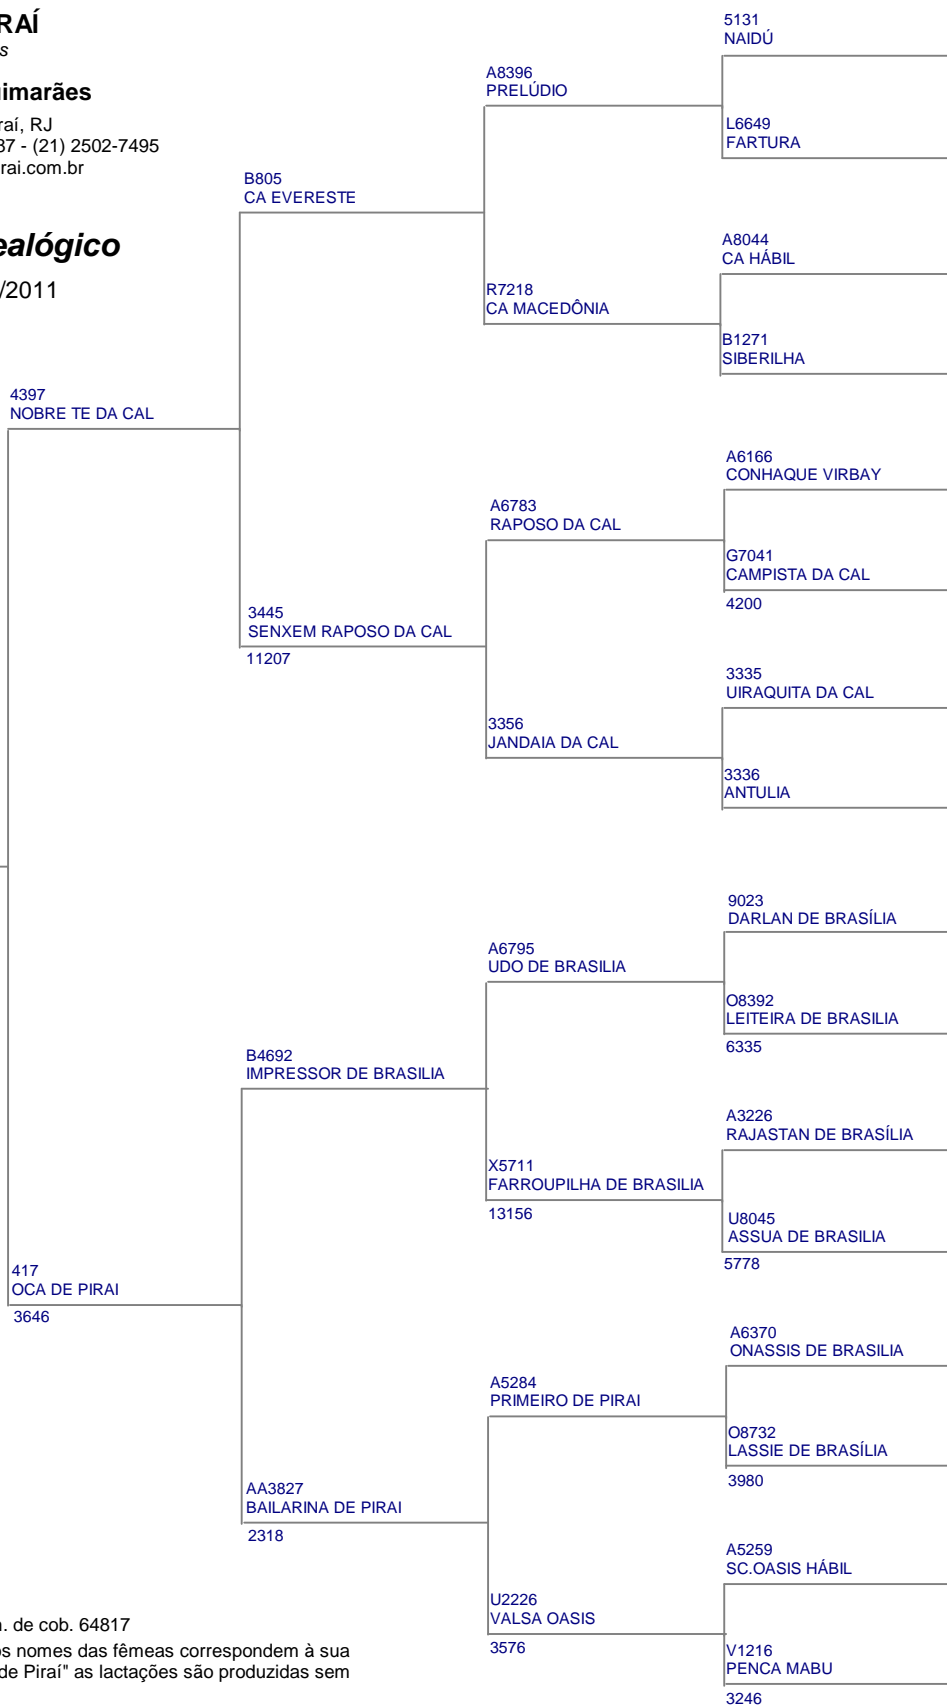 RAÍ
s
uimarães
raí, RJ
37 - (21) 2502-7495
rai.com.br
ealógico
/2011
5131
NAIDÚ
A8396
PRELÚDIO
L6649
FARTURA
B805
CA EVERESTE
A8044
CA HÁBIL
R7218
CA MACEDÔNIA
B1271
SIBERILHA
4397
NOBRE TE DA CAL
A6166
CONHAQUE VIRBAY
A6783
RAPOSO DA CAL
G7041
CAMPISTA DA CAL
4200
3445
SENXEM RAPOSO DA CAL
11207
3335
UIRAQUITA DA CAL
3356
JANDAIA DA CAL
3336
ANTULIA
9023
DARLAN DE BRASÍLIA
A6795
UDO DE BRASILIA
O8392
LEITEIRA DE BRASILIA
6335
B4692
IMPRESSOR DE BRASILIA
A3226
RAJASTAN DE BRASÍLIA
X5711
FARROUPILHA DE BRASILIA
13156
U8045
ASSUA DE BRASILIA
5778
417
OCA DE PIRAI
3646
A6370
ONASSIS DE BRASILIA
A5284
PRIMEIRO DE PIRAI
O8732
LASSIE DE BRASÍLIA
3980
AA3827
BAILARINA DE PIRAI
2318
A5259
SC.OASIS HÁBIL
U2226
VALSA OASIS
3576
V1216
PENCA MABU
3246
. de cob. 64817
os nomes das fêmeas correspondem à sua
de Piraí" as lactações são produzidas sem